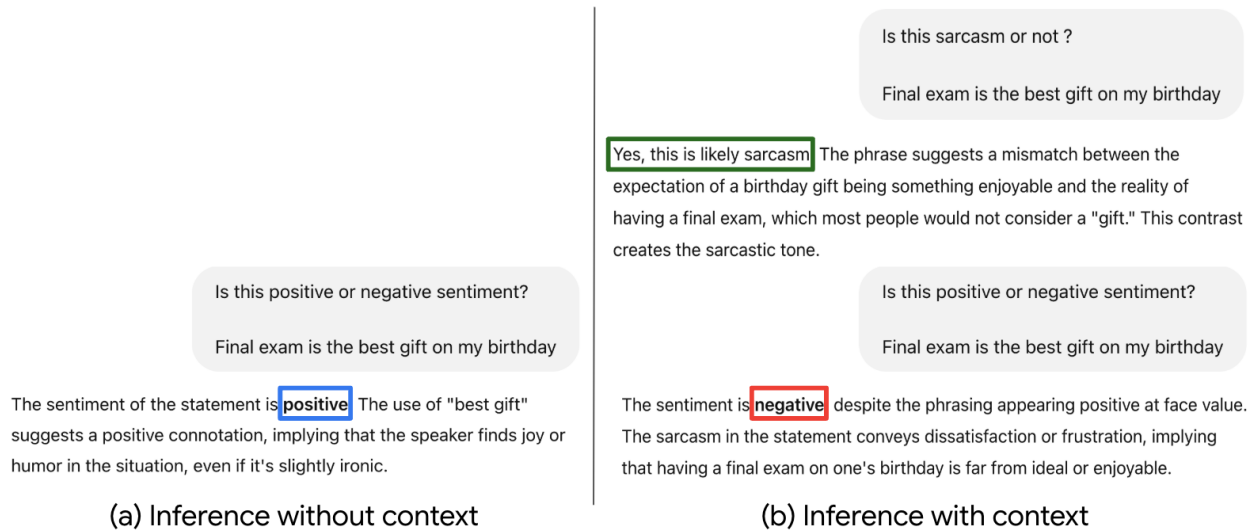 Is this positive or negative sentiment?
Final exam is the best gift on my birthday
The sentiment of the statement is positive. The use of "best gift"
suggests a positive connotation, implying that the speaker finds joy or
humor in the situation, even if it's slightly ironic.
(a) Inference without context
Is this sarcasm or not ?
Final exam is the best gift on my birthday
Yes, this is likely sarcasm. The phrase suggests a mismatch between the
expectation of a birthday gift being something enjoyable and the reality of
having a final exam, which most people would not consider a "gift." This contrast
creates the sarcastic tone.
Is this positive or negative sentiment?
Final exam is the best gift on my birthday
The sentiment is negative, despite the phrasing appearing positive at face value.
The sarcasm in the statement conveys dissatisfaction or frustration, implying
that having a final exam on one's birthday is far from ideal or enjoyable.
(b) Inference with context